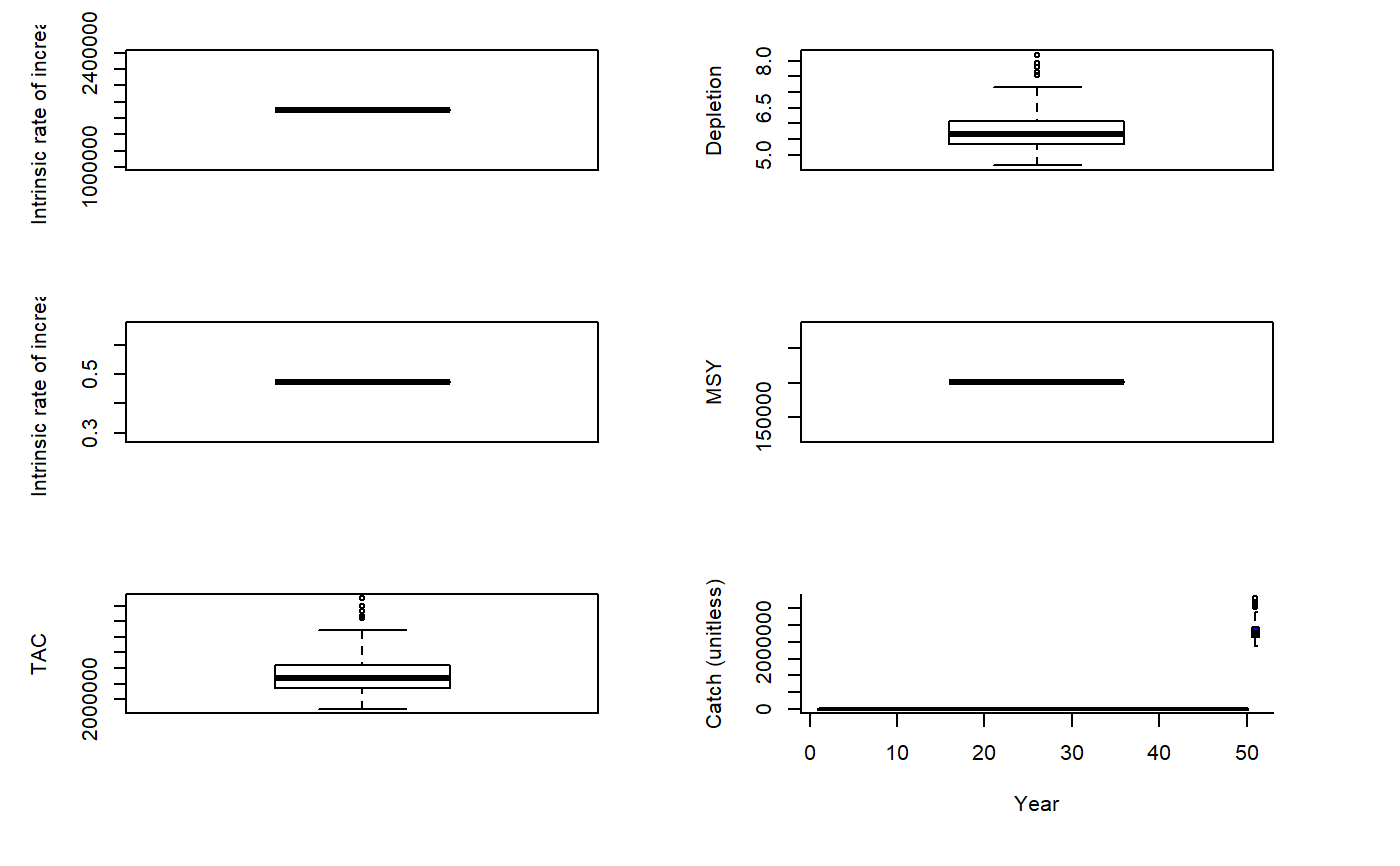 Intrinsic rate of increa
1000000 2400000
Depletion
5.0 6.5 8.0
Intrinsic rate of increa
0.3 0.5
MSY
150000
TAC
2000000
Catch (unitless)
0 2000000
0 10 20 30 40 50
Year